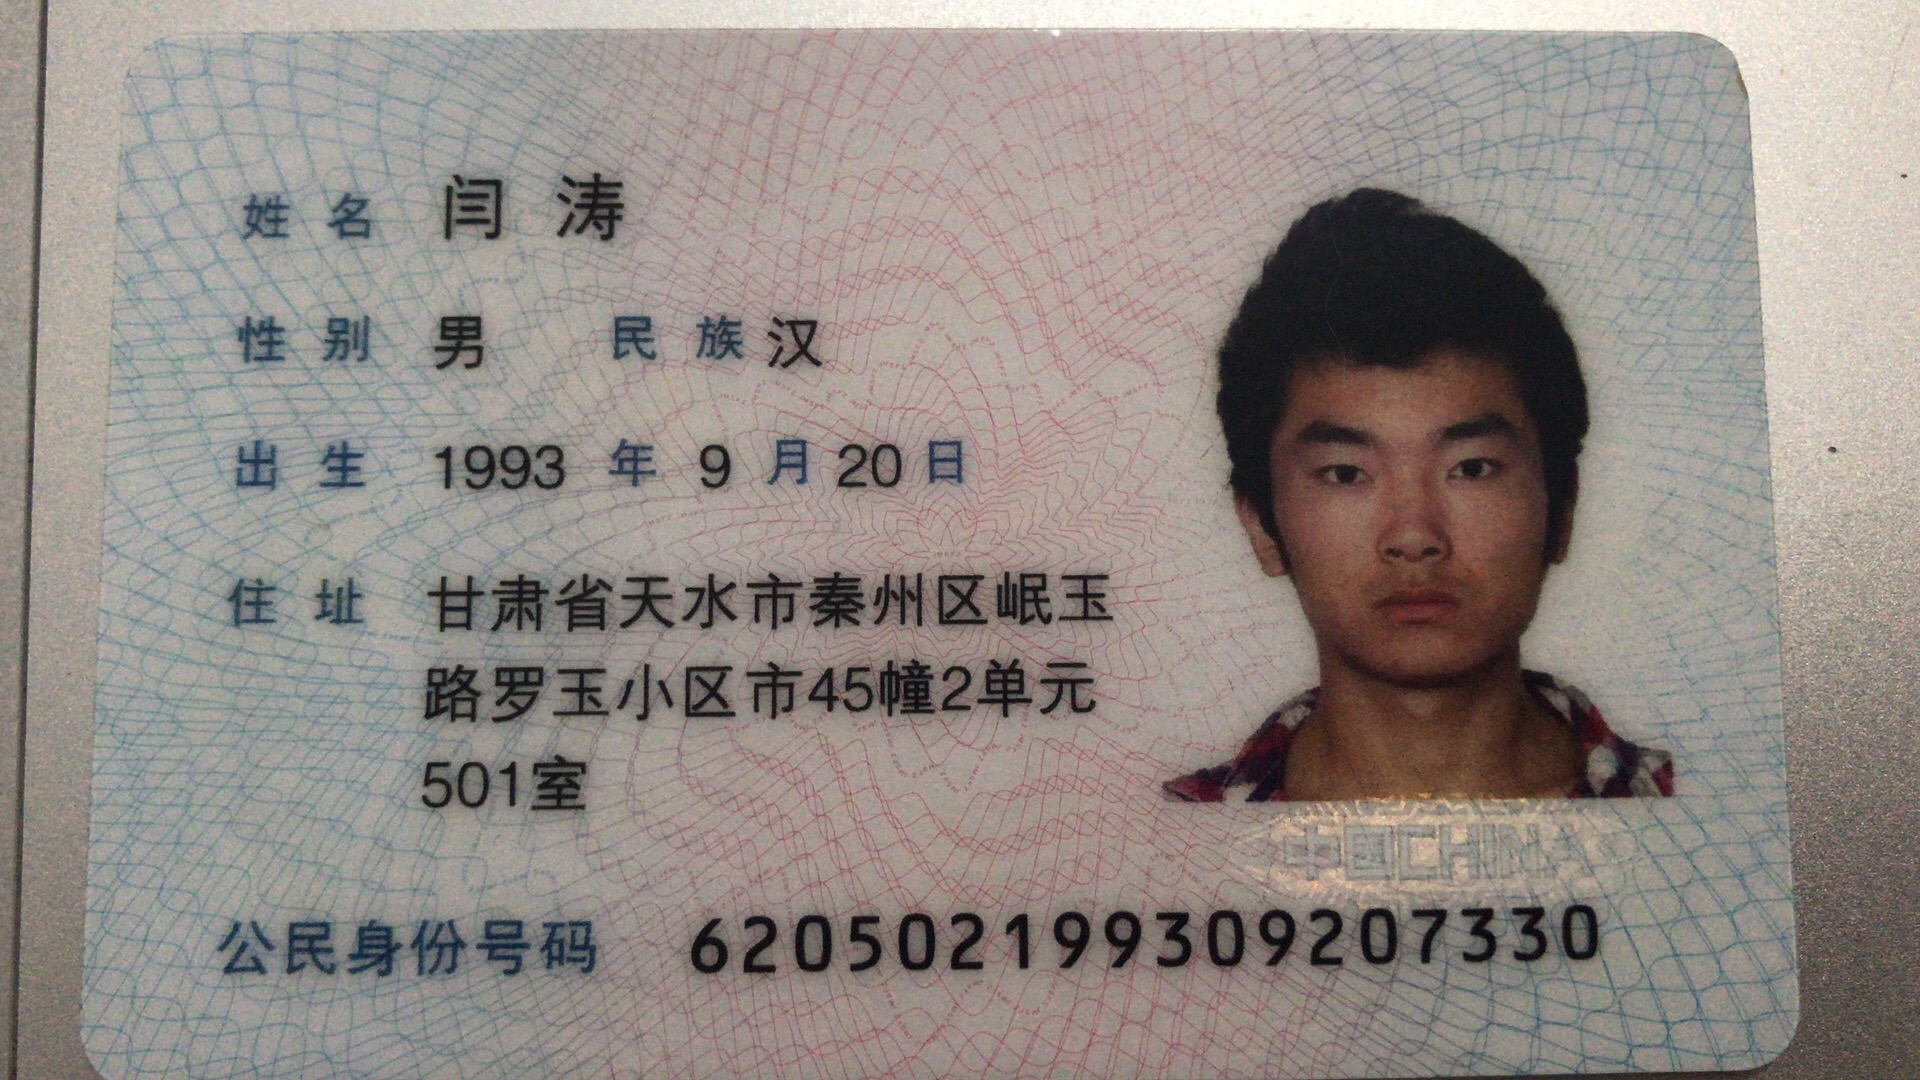 姓名 闫涛
性别 男 民族 汉
出生 1993 年 9 月 20 日
住址 甘肃省天水市秦州区岷玉
路罗玉小区市45幢2单元
501室
中国CHINA
公民身份号码 620502199309207330